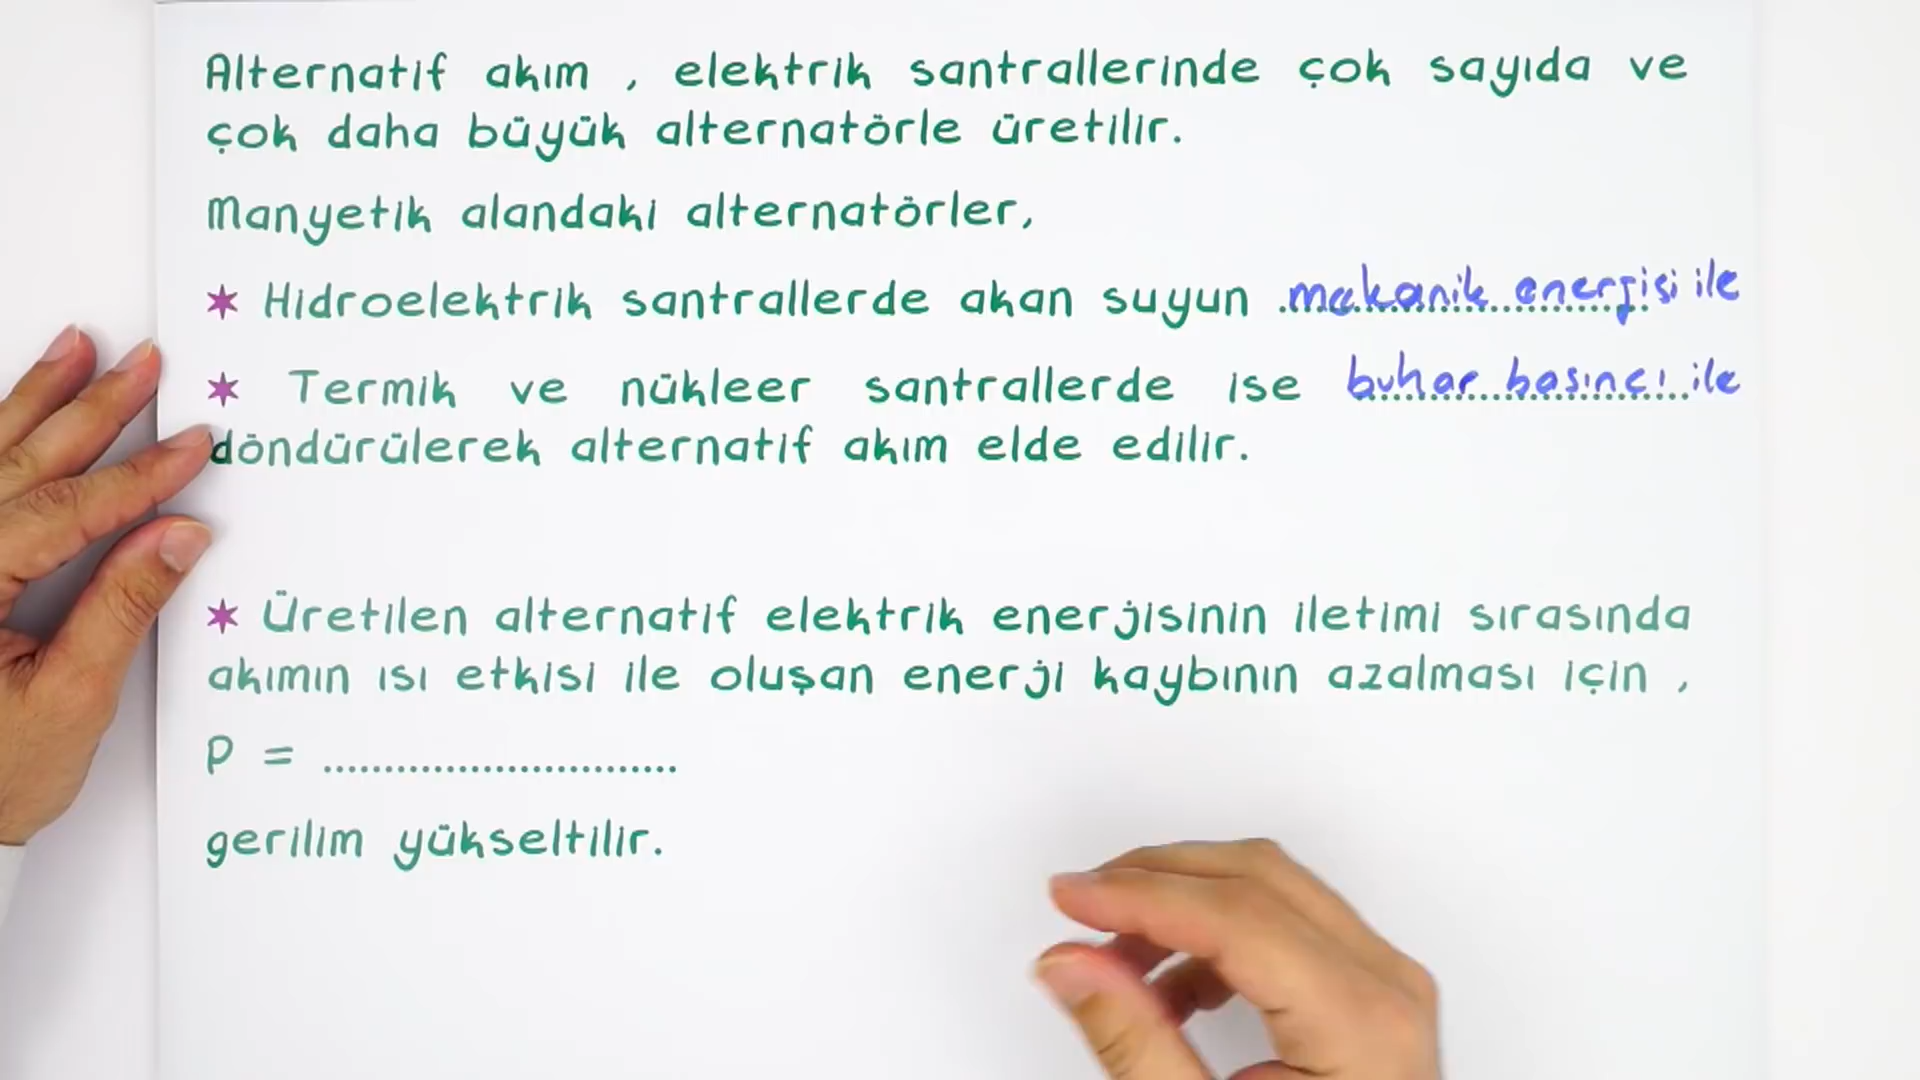 Alternatif akım , elektrik santrallerinde çok sayıda ve
çok daha büyük alternatörle üretilir.
Manyetik alandaki alternatörler,
✶ Hidroelektrik santrallerde akan suyun mekanik enerjisi ile
✶ Termik ve nükleer santrallerde ise buhar basıncı ile
döndürülerek alternatif akım elde edilir.
✶ Üretilen alternatif elektrik enerjisinin iletimi sırasında
akımın ısı etkisi ile oluşan enerji kaybının azalması için ,
P = .............................
gerilim yükseltilir.